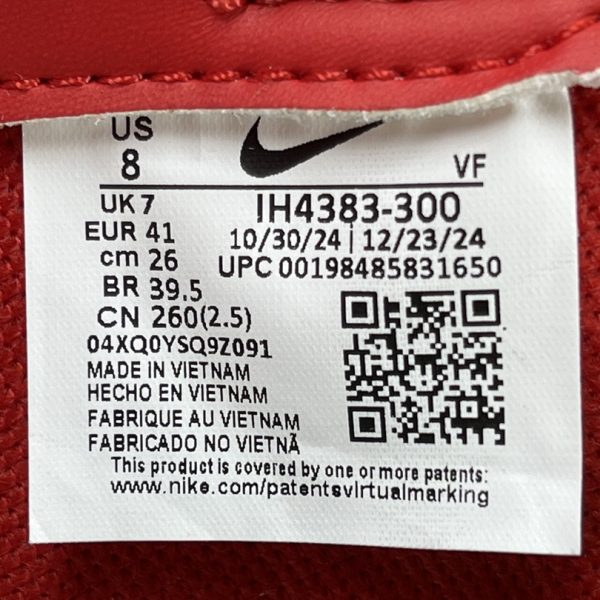 US
8
VF
UK 7
IH4383-300
EUR 41
10/30/24 | 12/23/24
cm 26
UPC 00198485831650
BR 39.5
CN 260(2.5)
04XQ0YSQ9Z091
MADE IN VIETNAM
HECHO EN VIETNAM
FABRIQUE AU VIETNAM
FABRICADO NO VIETNÃ
This product is covered by one or more patents:
www.nike.com/patentsvirtualmarking